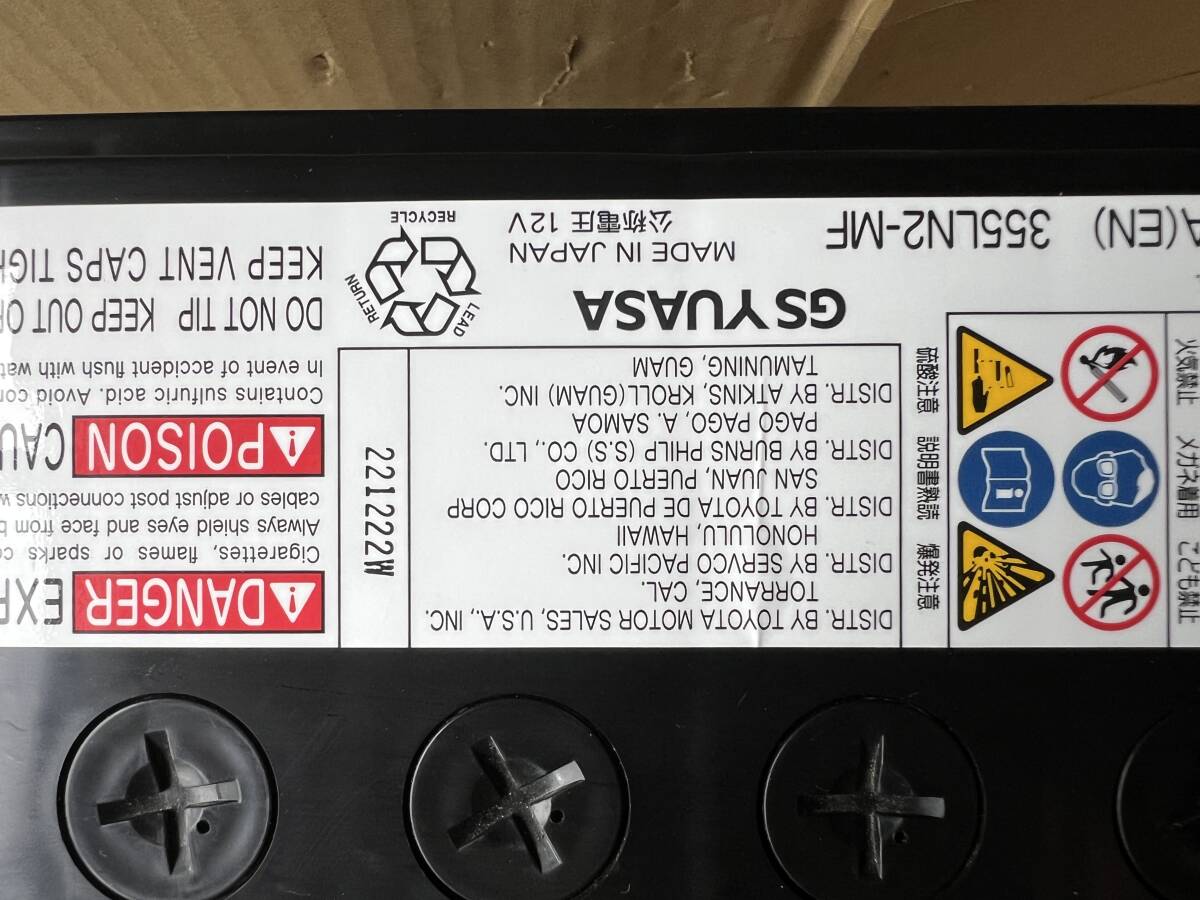 こども禁止
メガネ着用
火気禁止
爆発注意
説明書熟読
硫酸注意
DISTR. BY TOYOTA MOTOR SALES, U.S.A., INC.
TORRANCE, CAL.
DISTR. BY SERVCO PACIFIC INC.
HONOLULU, HAWAII
DISTR. BY TOYOTA DE PUERTO RICO CORP
SAN JUAN, PUERTO RICO
DISTR. BY BURNS PHILP (S.S) CO., LTD.
PAGO PAGO, A. SAMOA
DISTR. BY ATKINS, KROLL(GUAM) INC.
TAMUNING, GUAM
221222W
DANGER EXP
Cigarettes, flames, or sparks
Always shield eyes and face from
cables or adjust post connections
POISON CAU
Contains sulfuric acid. Avoid
In event of accident flush with
DO NOT TIP KEEP OUT
KEEP VENT CAPS
GS YUASA
LEAD
RETURN
RECYCLE
A(EN) 355LN2-MF
MADE IN JAPAN
公称電圧 12V